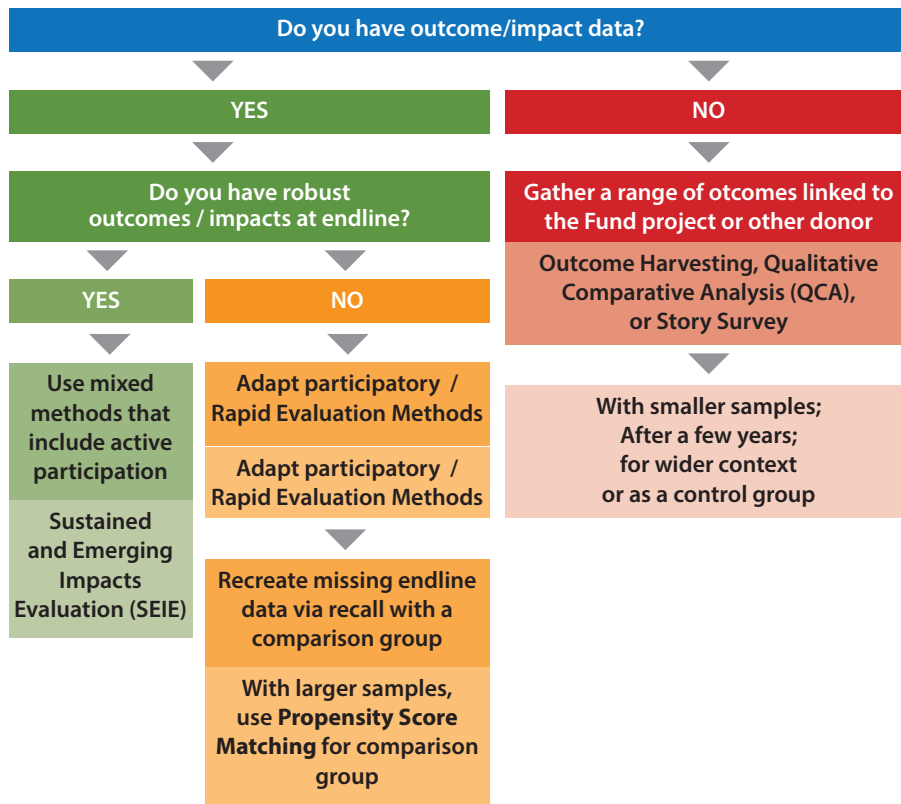 Do you have outcome/impact data?
YES
NO
Do you have robust
outcomes / impacts at endline?
Gather a range of otcomes linked to
the Fund project or other donor
Outcome Harvesting, Qualitative
Comparative Analysis (QCA),
or Story Survey
YES
NO
Use mixed
methods that
include active
participation
Sustained
and Emerging
Impacts
Evaluation (SEIE)
Adapt participatory /
Rapid Evaluation Methods
Adapt participatory /
Rapid Evaluation Methods
Recreate missing endline
data via recall with a
comparison group
With larger samples,
use Propensity Score
Matching for comparison
group
With smaller samples;
After a few years;
for wider context
or as a control group